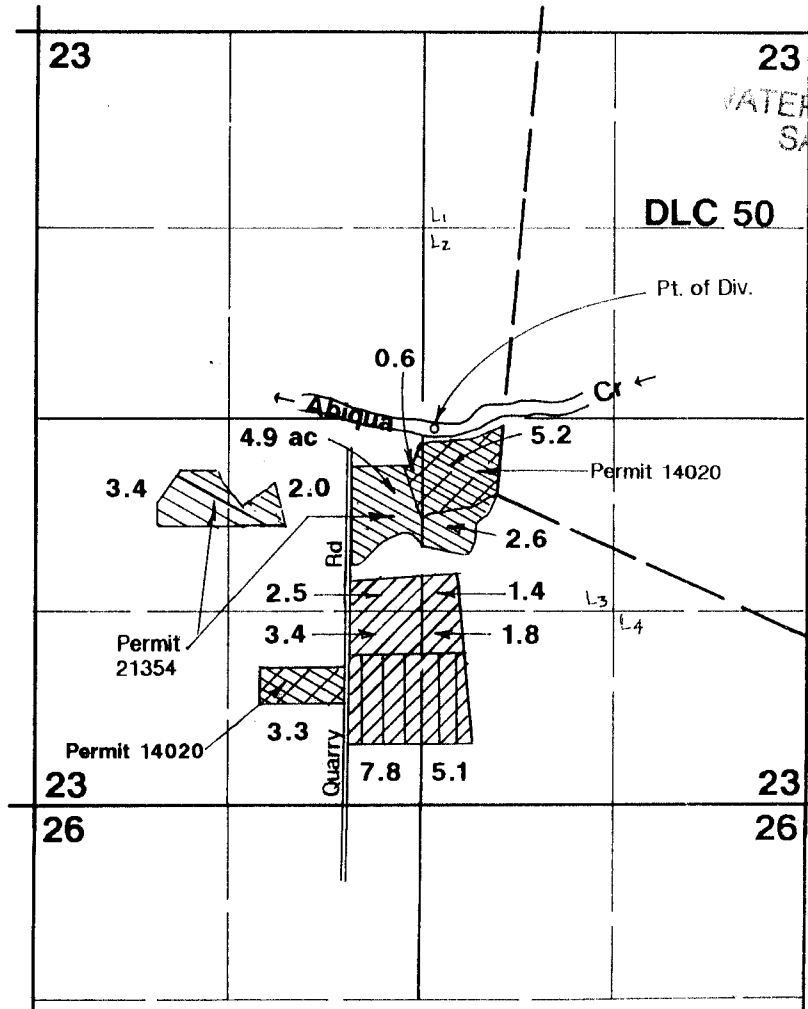 23
23
DLC 50
L1
L2
Pt. of Div.
0.6
← Abiqua
Cr ←
4.9 ac
5.2
3.4
2.0
Permit 14020
2.6
Rd
2.5
1.4
L3
L4
3.4
1.8
Permit
21354
3.3
Permit 14020
Quarry
7.8
5.1
23
23
26
26